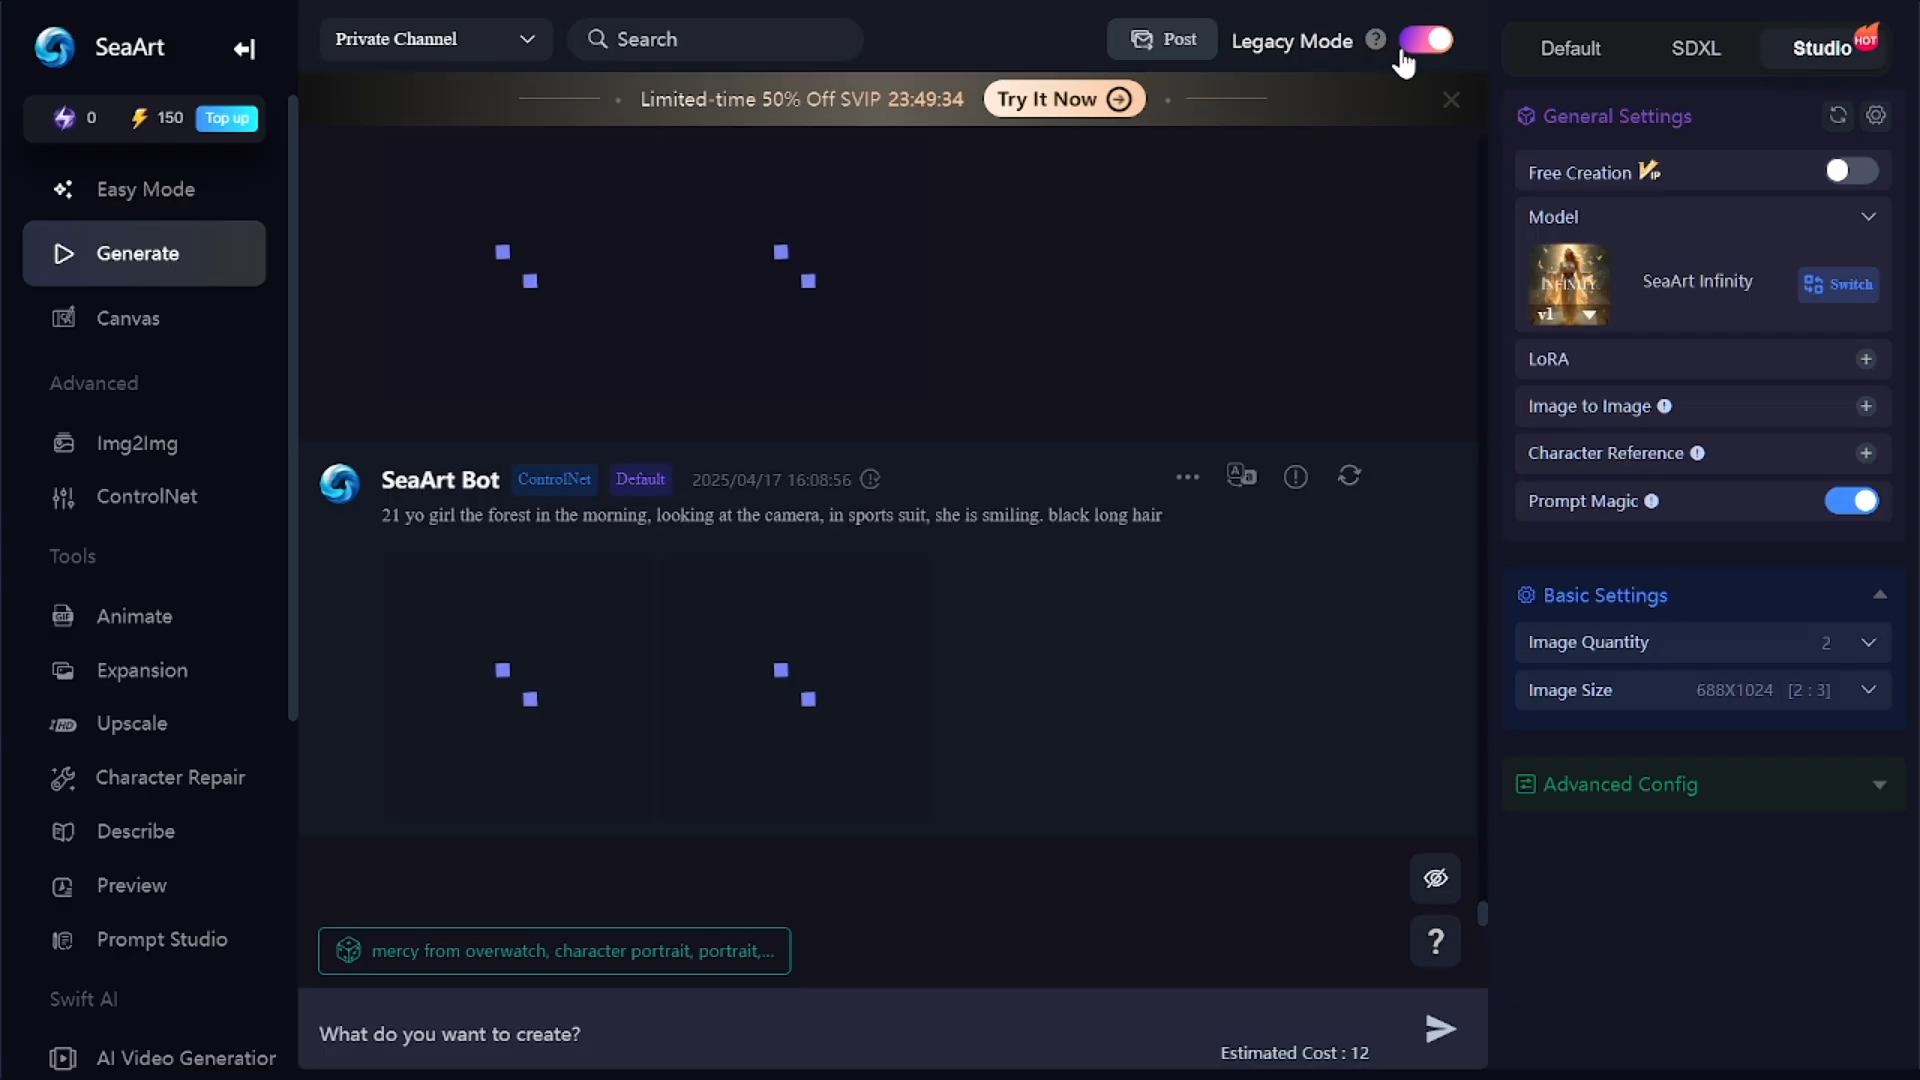 SeaArt
0
150
Top up
Easy Mode
Generate
Canvas
Advanced
Img2Img
ControlNet
Tools
Animate
Expansion
Upscale
Character Repair
Describe
Preview
Prompt Studio
Swift AI
AI Video Generation
Private Channel
Search
Post
Legacy Mode
Limited-time 50% Off SVIP 23:49:34
Try It Now
SeaArt Bot
ControlNet
Default
2025/04/17 16:08:56
21 yo girl the forest in the morning, looking at the camera, in sports suit, she is smiling. black long hair
mercy from overwatch, character portrait, portrait,...
?
What do you want to create?
Estimated Cost : 12
Default
SDXL
Studio
HOT
General Settings
Free Creation VIP
Model
INFINITY
v1
SeaArt Infinity
Switch
LoRA
Image to Image
Character Reference
Prompt Magic
Basic Settings
Image Quantity 2
Image Size 688X1024 [2 : 3]
Advanced Config